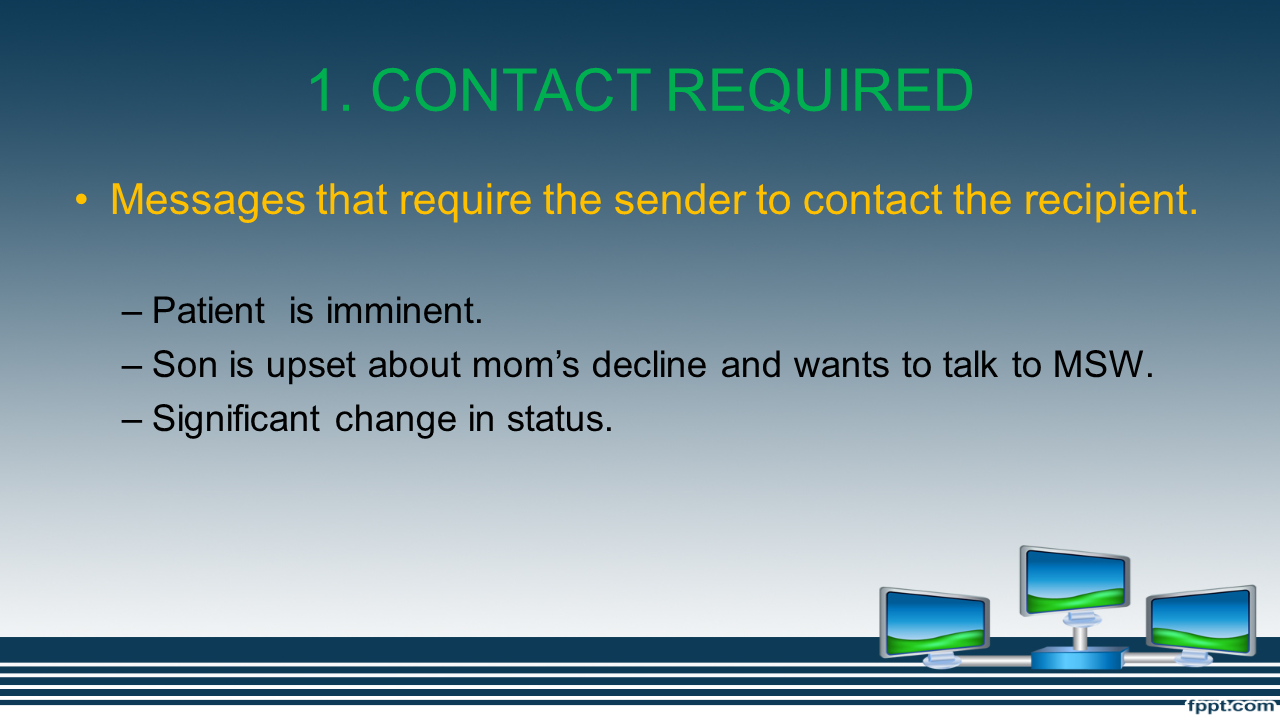 1. CONTACT REQUIRED
• Messages that require the sender to contact the recipient.
– Patient is imminent.
– Son is upset about mom’s decline and wants to talk to MSW.
– Significant change in status.
fppt.com